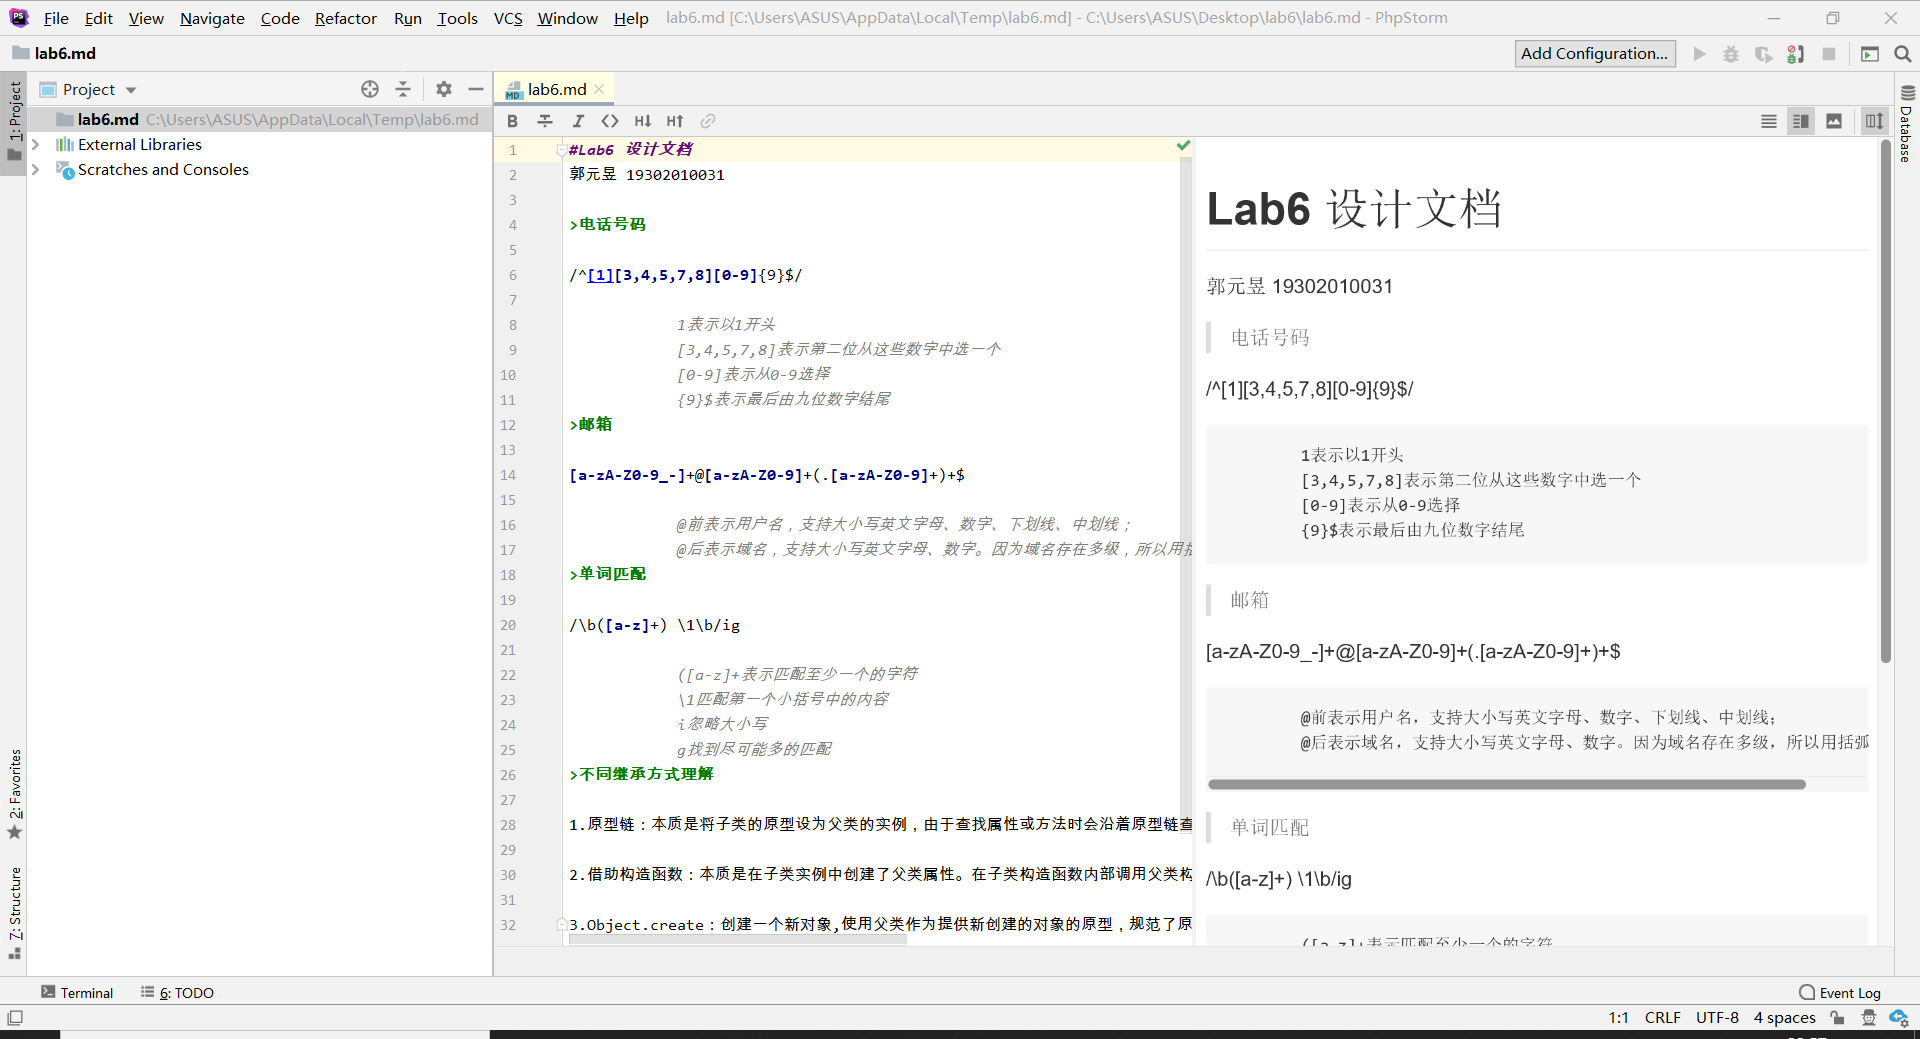 File Edit View Navigate Code Refactor Run Tools VCS Window Help lab6.md [C:\Users\ASUS\AppData\Local\Temp\lab6.md] - C:\Users\ASUS\Desktop\lab6\lab6.md - PhpStorm
lab6.md
Add Configuration...
1: Project
2: Favorites
7: Structure
Project
lab6.md C:\Users\ASUS\AppData\Local\Temp\lab6.md
External Libraries
Scratches and Consoles
lab6.md
B I H↓ H↑
1 #Lab6 设计文档
2 郭元昱 19302010031
3
4 >电话号码
5
6 /^[1][3,4,5,7,8][0-9]{9}$/
7
8 1表示以1开头
9 [3,4,5,7,8]表示第二位从这些数字中选一个
10 [0-9]表示从0-9选择
11 {9}$表示最后由九位数字结尾
12 >邮箱
13
14 [a-zA-Z0-9_-]+@[a-zA-Z0-9]+(.[a-zA-Z0-9]+)+$
15
16 @前表示用户名，支持大小写英文字母、数字、下划线、中划线；
17 @后表示域名，支持大小写英文字母、数字。因为域名存在多级，所以用括
18 >单词匹配
19
20 /\b([a-z]+) \1\b/ig
21
22 ([a-z]+表示匹配至少一个的字符
23 \1匹配第一个小括号中的内容
24 i忽略大小写
25 g找到尽可能多的匹配
26 >不同继承方式理解
27
28 1.原型链：本质是将子类的原型设为父类的实例，由于查找属性或方法时会沿着原型链查
29
30 2.借助构造函数：本质是在子类实例中创建了父类属性。在子类构造函数内部调用父类构
31
32 3.Object.create：创建一个新对象,使用父类作为提供新创建的对象的原型，规范了原
Lab6 设计文档
郭元昱 19302010031
电话号码
/^[1][3,4,5,7,8][0-9]{9}$/
1表示以1开头
[3,4,5,7,8]表示第二位从这些数字中选一个
[0-9]表示从0-9选择
{9}$表示最后由九位数字结尾
邮箱
[a-zA-Z0-9_-]+@[a-zA-Z0-9]+(.[a-zA-Z0-9]+)+$
@前表示用户名，支持大小写英文字母、数字、下划线、中划线；
@后表示域名，支持大小写英文字母、数字。因为域名存在多级，所以用括弧
单词匹配
/\b([a-z]+) \1\b/ig
([a-z]+表示匹配至少一个的字符
Database
Terminal 6: TODO Event Log
1:1 CRLF UTF-8 4 spaces